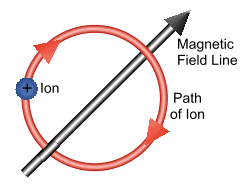 Magnetic
Field Line
+ Ion
Path
of Ion